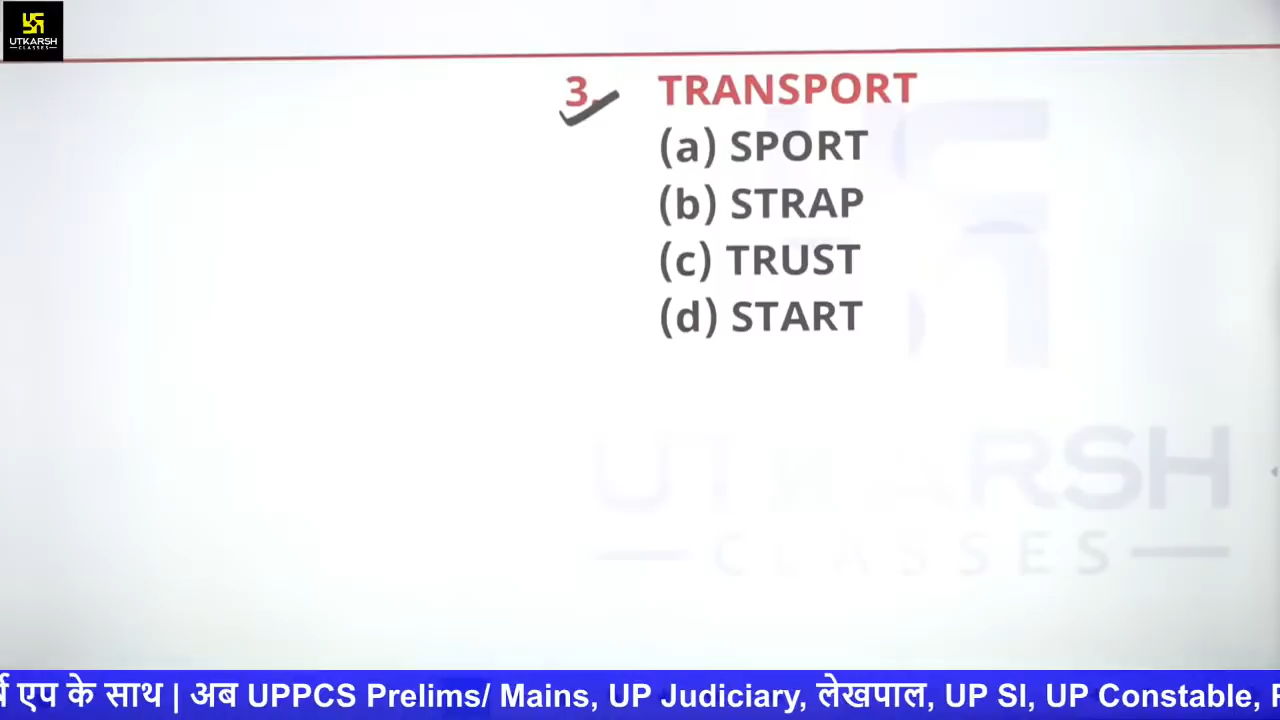 UTKARSH
CLASSES
3. TRANSPORT
(a) SPORT
(b) STRAP
(c) TRUST
(d) START
UTKARSH
CLASSES
एप के साथ | अब UPPCS Prelims/ Mains, UP Judiciary, लेखपाल, UP SI, UP Constable,